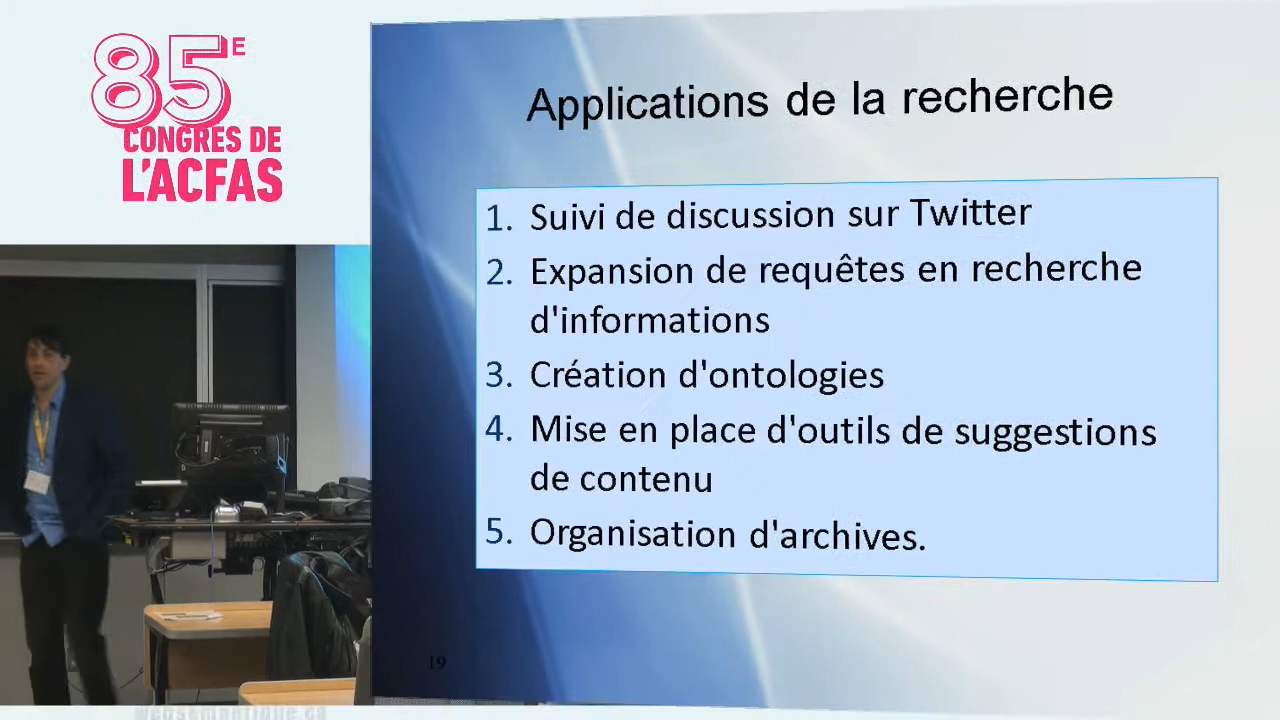 85E
CONGRÈS DE
L'ACFAS
Applications de la recherche
1. Suivi de discussion sur Twitter
2. Expansion de requêtes en recherche
d'informations
3. Création d'ontologies
4. Mise en place d'outils de suggestions
de contenu
5. Organisation d'archives.
19